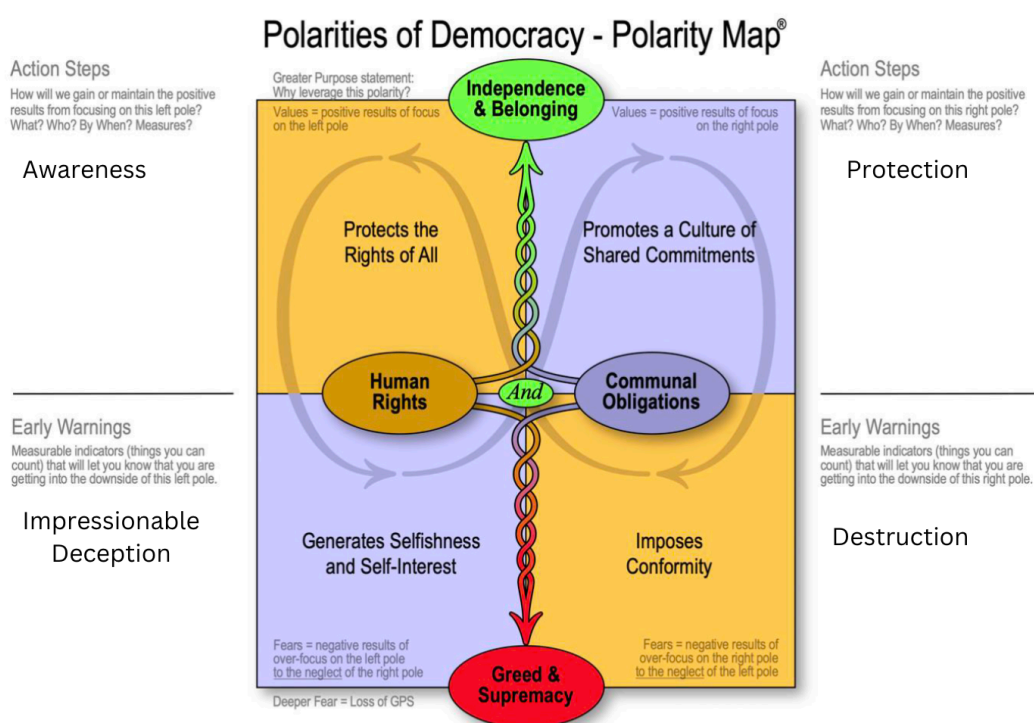 Polarities of Democracy - Polarity Map®
Action Steps
How will we gain or maintain the positive
results from focusing on this left pole?
What? Who? By When? Measures?
Awareness
Greater Purpose statement:
Why leverage this polarity?
Values = positive results of focus
on the left pole
Independence
& Belonging
Values = positive results of focus
on the right pole
Action Steps
How will we gain or maintain the positive
results from focusing on this right pole?
What? Who? By When? Measures?
Protection
Protects the
Rights of All
Promotes a Culture of
Shared Commitments
Human
Rights
And
Communal
Obligations
Early Warnings
Measurable indicators (things you can
count) that will let you know that you are
getting into the downside of this left pole.
Impressionable
Deception
Generates Selfishness
and Self-Interest
Imposes
Conformity
Early Warnings
Measurable indicators (things you can
count) that will let you know that you are
getting into the downside of this right pole.
Destruction
Fears = negative results of
over-focus on the left pole
to the neglect of the right pole
Deeper Fear = Loss of GPS
Greed &
Supremacy
Fears = negative results of
over-focus on the right pole
to the neglect of the left pole